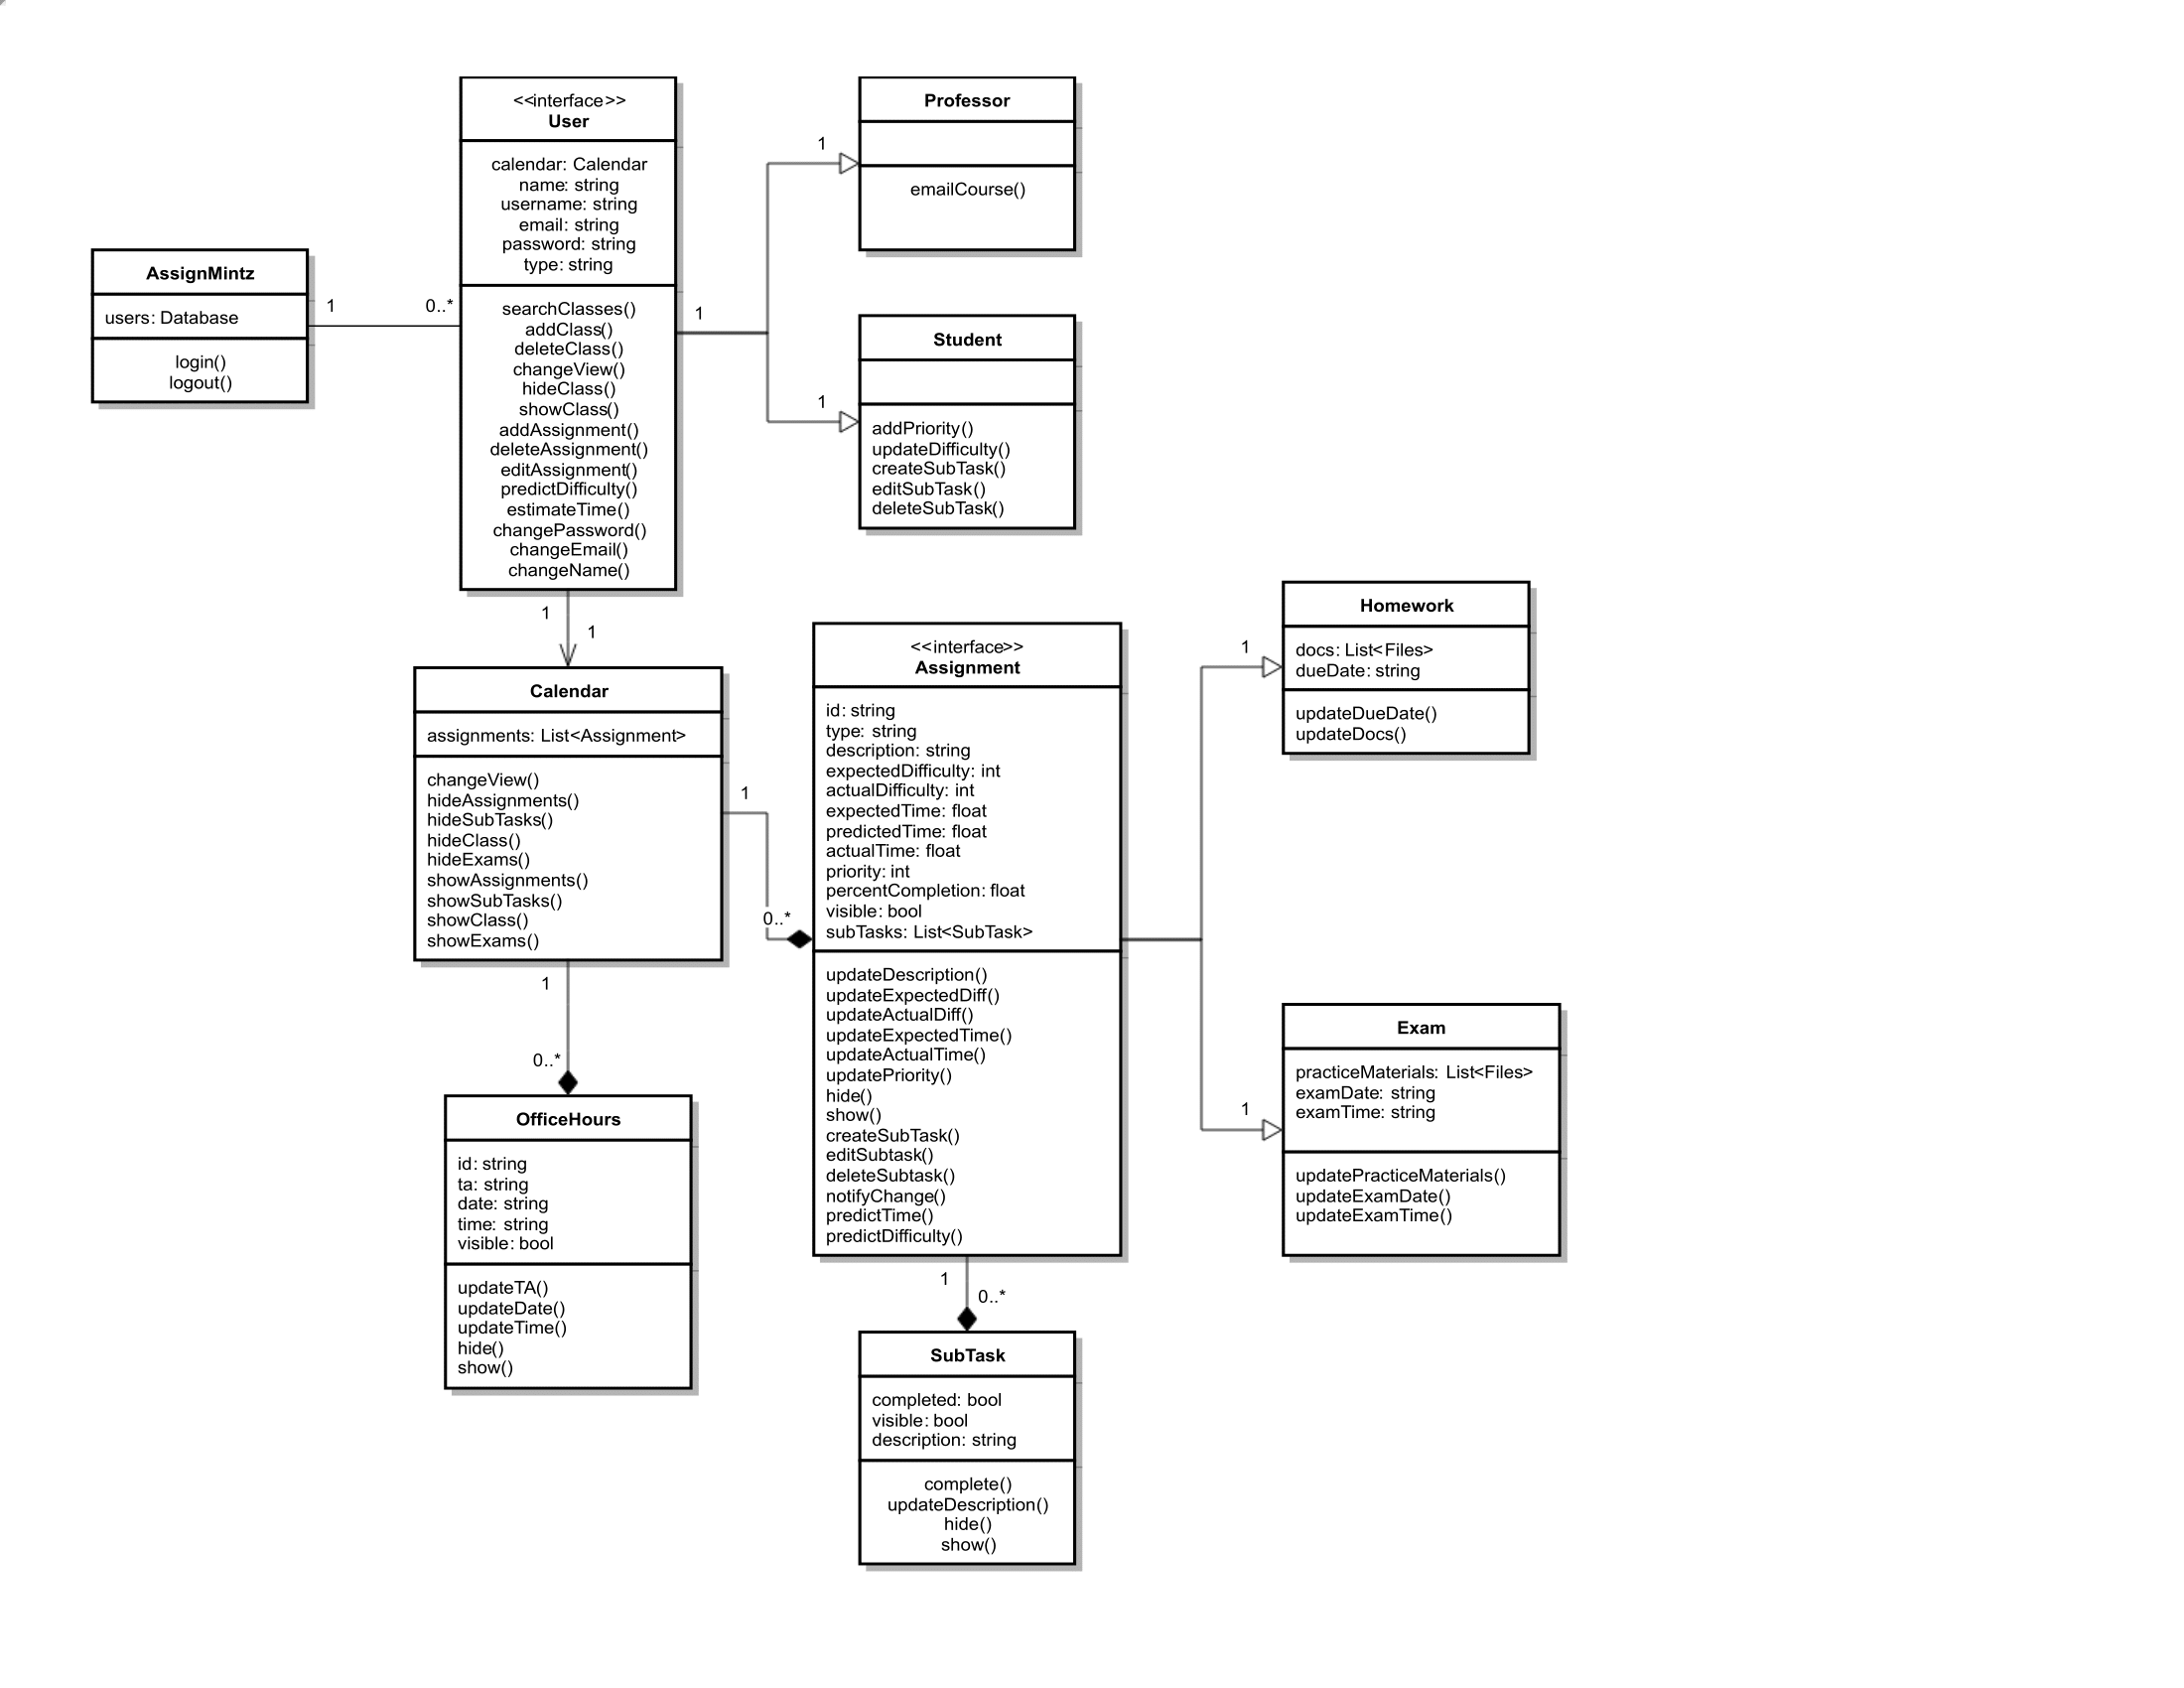 <<interface>>
User
calendar: Calendar
name: string
username: string
email: string
password: string
type: string
searchClasses()
addClass()
deleteClass()
changeView()
hideClass()
showClass()
addAssignment()
deleteAssignment()
editAssignment()
predictDifficulty()
estimateTime()
changePassword()
changeEmail()
changeName()
Professor
emailCourse()
1
AssignMintz
users: Database
login()
logout()
1
0..*
1
Student
addPriority()
updateDifficulty()
createSubTask()
editSubTask()
deleteSubTask()
1
1
1
Calendar
assignments: List<Assignment>
changeView()
hideAssignments()
hideSubTasks()
hideClass()
hideExams()
showAssignments()
showSubTasks()
showClass()
showExams()
1
0..*
<<interface>>
Assignment
id: string
type: string
description: string
expectedDifficulty: int
actualDifficulty: int
expectedTime: float
predictedTime: float
actualTime: float
priority: int
percentCompletion: float
visible: bool
subTasks: List<SubTask>
updateDescription()
updateExpectedDiff()
updateActualDiff()
updateExpectedTime()
updateActualTime()
updatePriority()
hide()
show()
createSubTask()
editSubtask()
deleteSubtask()
notifyChange()
predictTime()
predictDifficulty()
1
Homework
docs: List<Files>
dueDate: string
updateDueDate()
updateDocs()
1
Exam
practiceMaterials: List<Files>
examDate: string
examTime: string
updatePracticeMaterials()
updateExamDate()
updateExamTime()
1
0..*
OfficeHours
id: string
ta: string
date: string
time: string
visible: bool
updateTA()
updateDate()
updateTime()
hide()
show()
1
0..*
SubTask
completed: bool
visible: bool
description: string
complete()
updateDescription()
hide()
show()